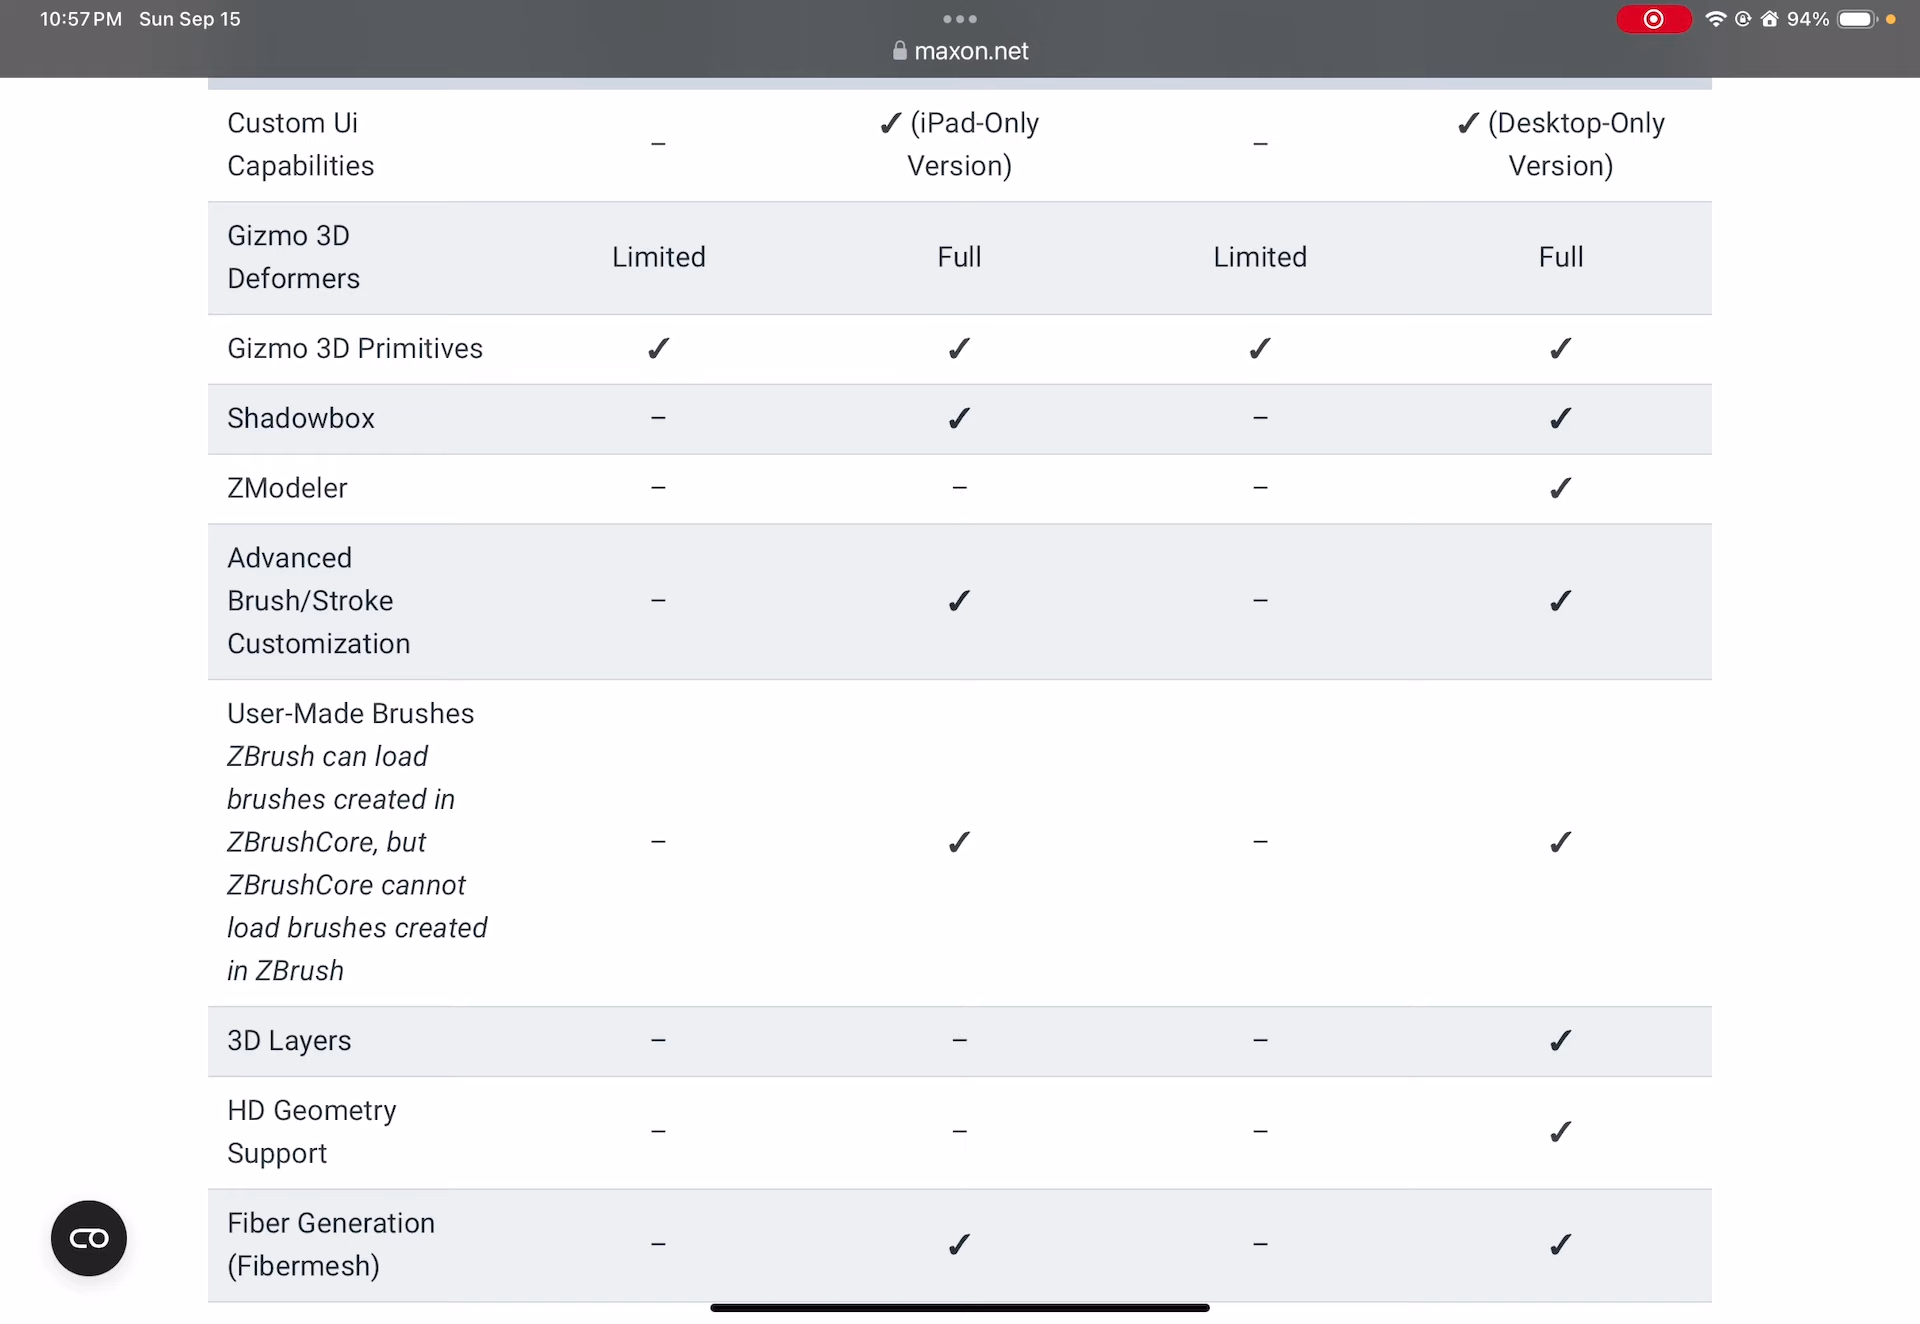 10:57 PM Sun Sep 15
94%
maxon.net
Custom Ui
Capabilities
– ✓ (iPad-Only
Version) – ✓ (Desktop-Only
Version)
Gizmo 3D
Deformers
Limited Full Limited Full
Gizmo 3D Primitives ✓ ✓ ✓ ✓
Shadowbox – ✓ – ✓
ZModeler – – – ✓
Advanced
Brush/Stroke
Customization
– ✓ – ✓
User-Made Brushes
ZBrush can load
brushes created in
ZBrushCore, but
ZBrushCore cannot
load brushes created
in ZBrush
– ✓ – ✓
3D Layers – – – ✓
HD Geometry
Support
– – – ✓
Fiber Generation
(Fibermesh)
– ✓ – ✓